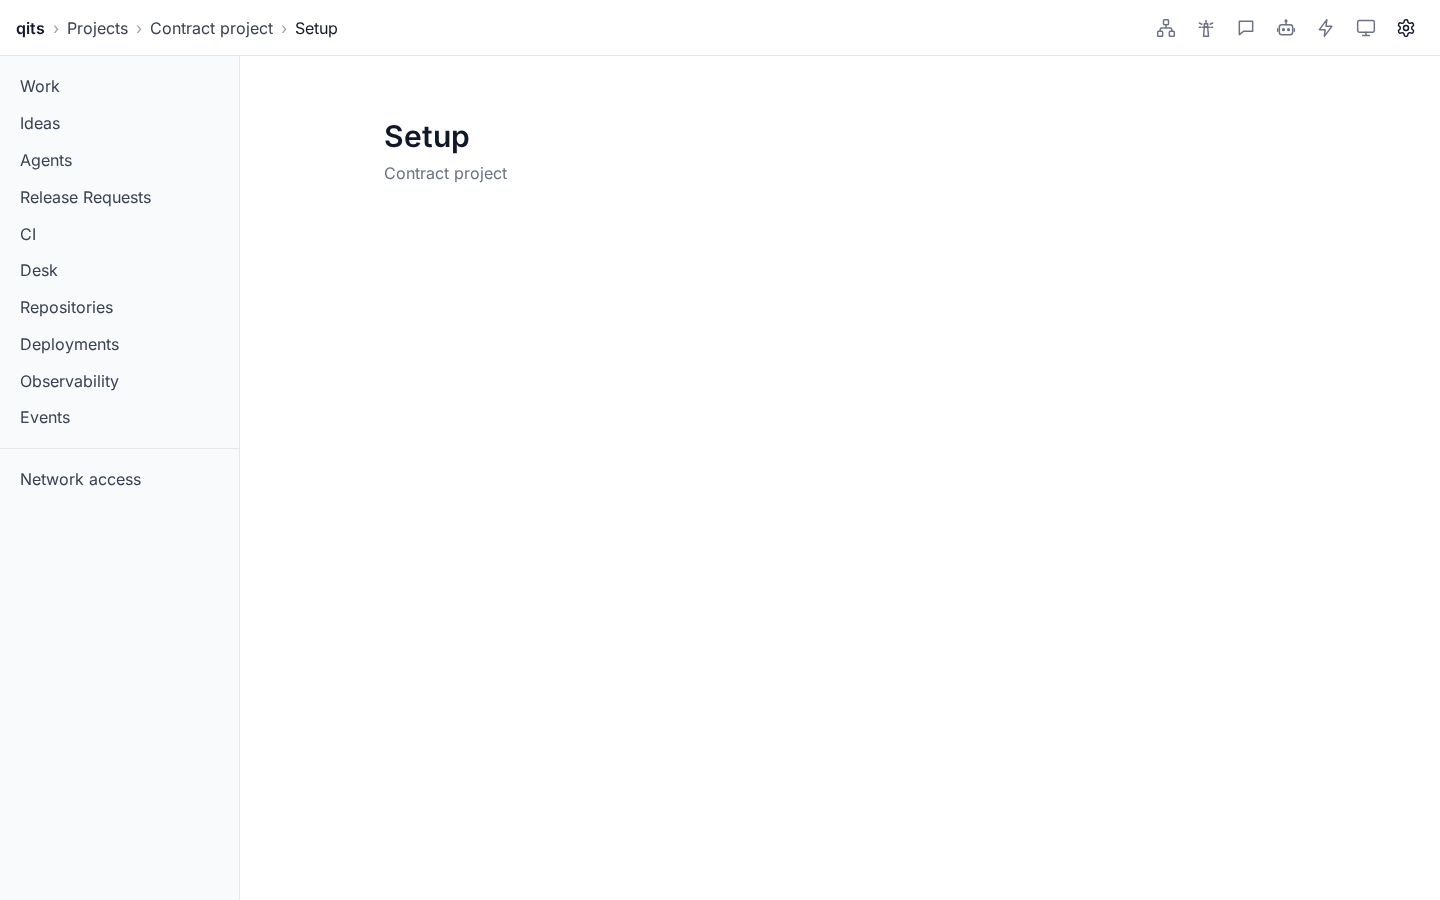 qits › Projects › Contract project › Setup
Work
Ideas
Agents
Release Requests
CI
Desk
Repositories
Deployments
Observability
Events
Network access
Setup
Contract project